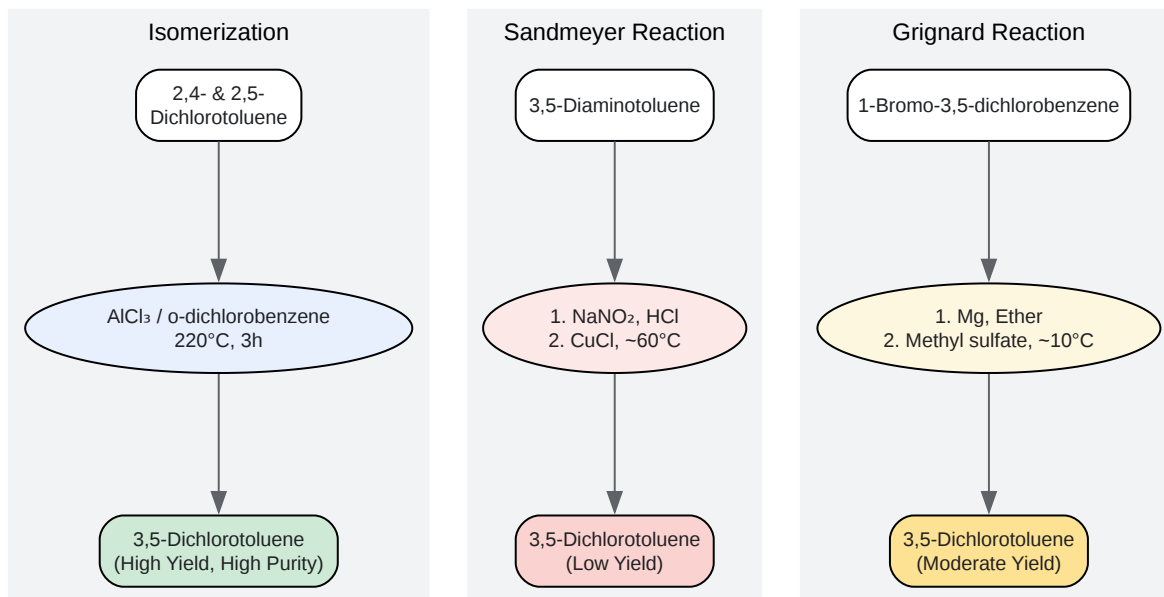 Isomerization
2,4- & 2,5-
Dichlorotoluene
AlCl₃ / o-dichlorobenzene
220°C, 3h
3,5-Dichlorotoluene
(High Yield, High Purity)
Sandmeyer Reaction
3,5-Diaminotoluene
1. NaNO₂, HCl
2. CuCl, ~60°C
3,5-Dichlorotoluene
(Low Yield)
Grignard Reaction
1-Bromo-3,5-dichlorobenzene
1. Mg, Ether
2. Methyl sulfate, ~10°C
3,5-Dichlorotoluene
(Moderate Yield)